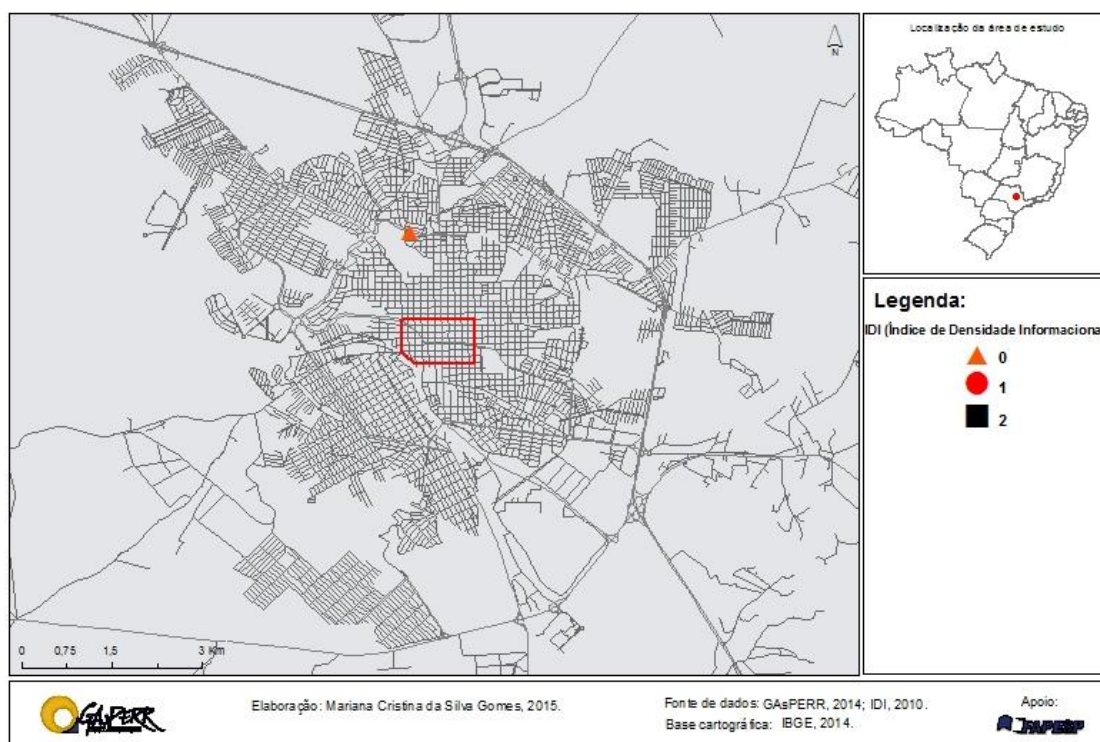 Localização da área de estudo
N
Legenda:
IDI (Índice de Densidade Informaciona
0
1
2
0 0,75 1,5 3 Km
GAsPERR
Elaboração: Mariana Cristina da Silva Gomes, 2015.
Fonte de dados: GAsPERR, 2014; IDI, 2010.
Base cartográfica: IBGE, 2014.
Apoio:
FAPESP